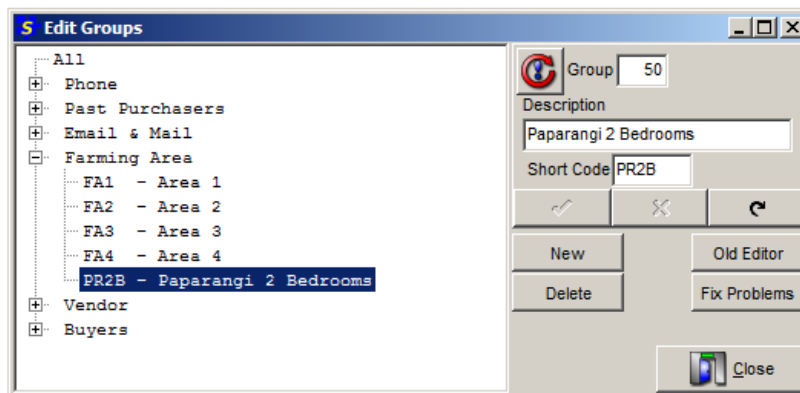 S Edit Groups
All
Phone
Past Purchasers
Email & Mail
Farming Area
FA1 - Area 1
FA2 - Area 2
FA3 - Area 3
FA4 - Area 4
PR2B - Paparangi 2 Bedrooms
Vendor
Buyers
Group 50
Description
Paparangi 2 Bedrooms
Short Code PR2B
New Old Editor
Delete Fix Problems
Close